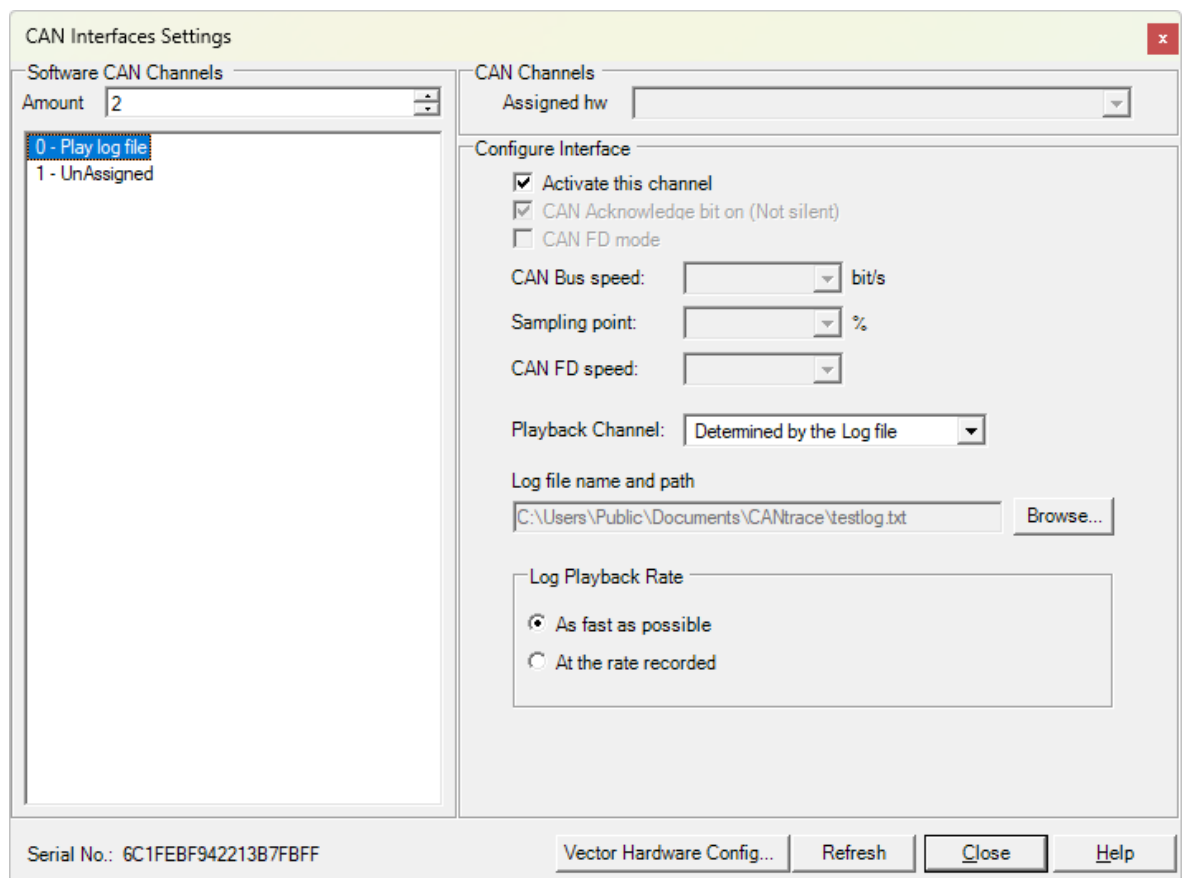 CAN Interfaces Settings
x
Software CAN Channels
Amount 2
0 - Play log file
1 - UnAssigned
CAN Channels
Assigned hw
Configure Interface
Activate this channel
CAN Acknowledge bit on (Not silent)
CAN FD mode
CAN Bus speed: bit/s
Sampling point: %
CAN FD speed:
Playback Channel: Determined by the Log file
Log file name and path
C:\Users\Public\Documents\CANtrace\testlog.txt Browse...
Log Playback Rate
As fast as possible
At the rate recorded
Serial No.: 6C1FEBF942213B7FBFF Vector Hardware Config... Refresh Close Help